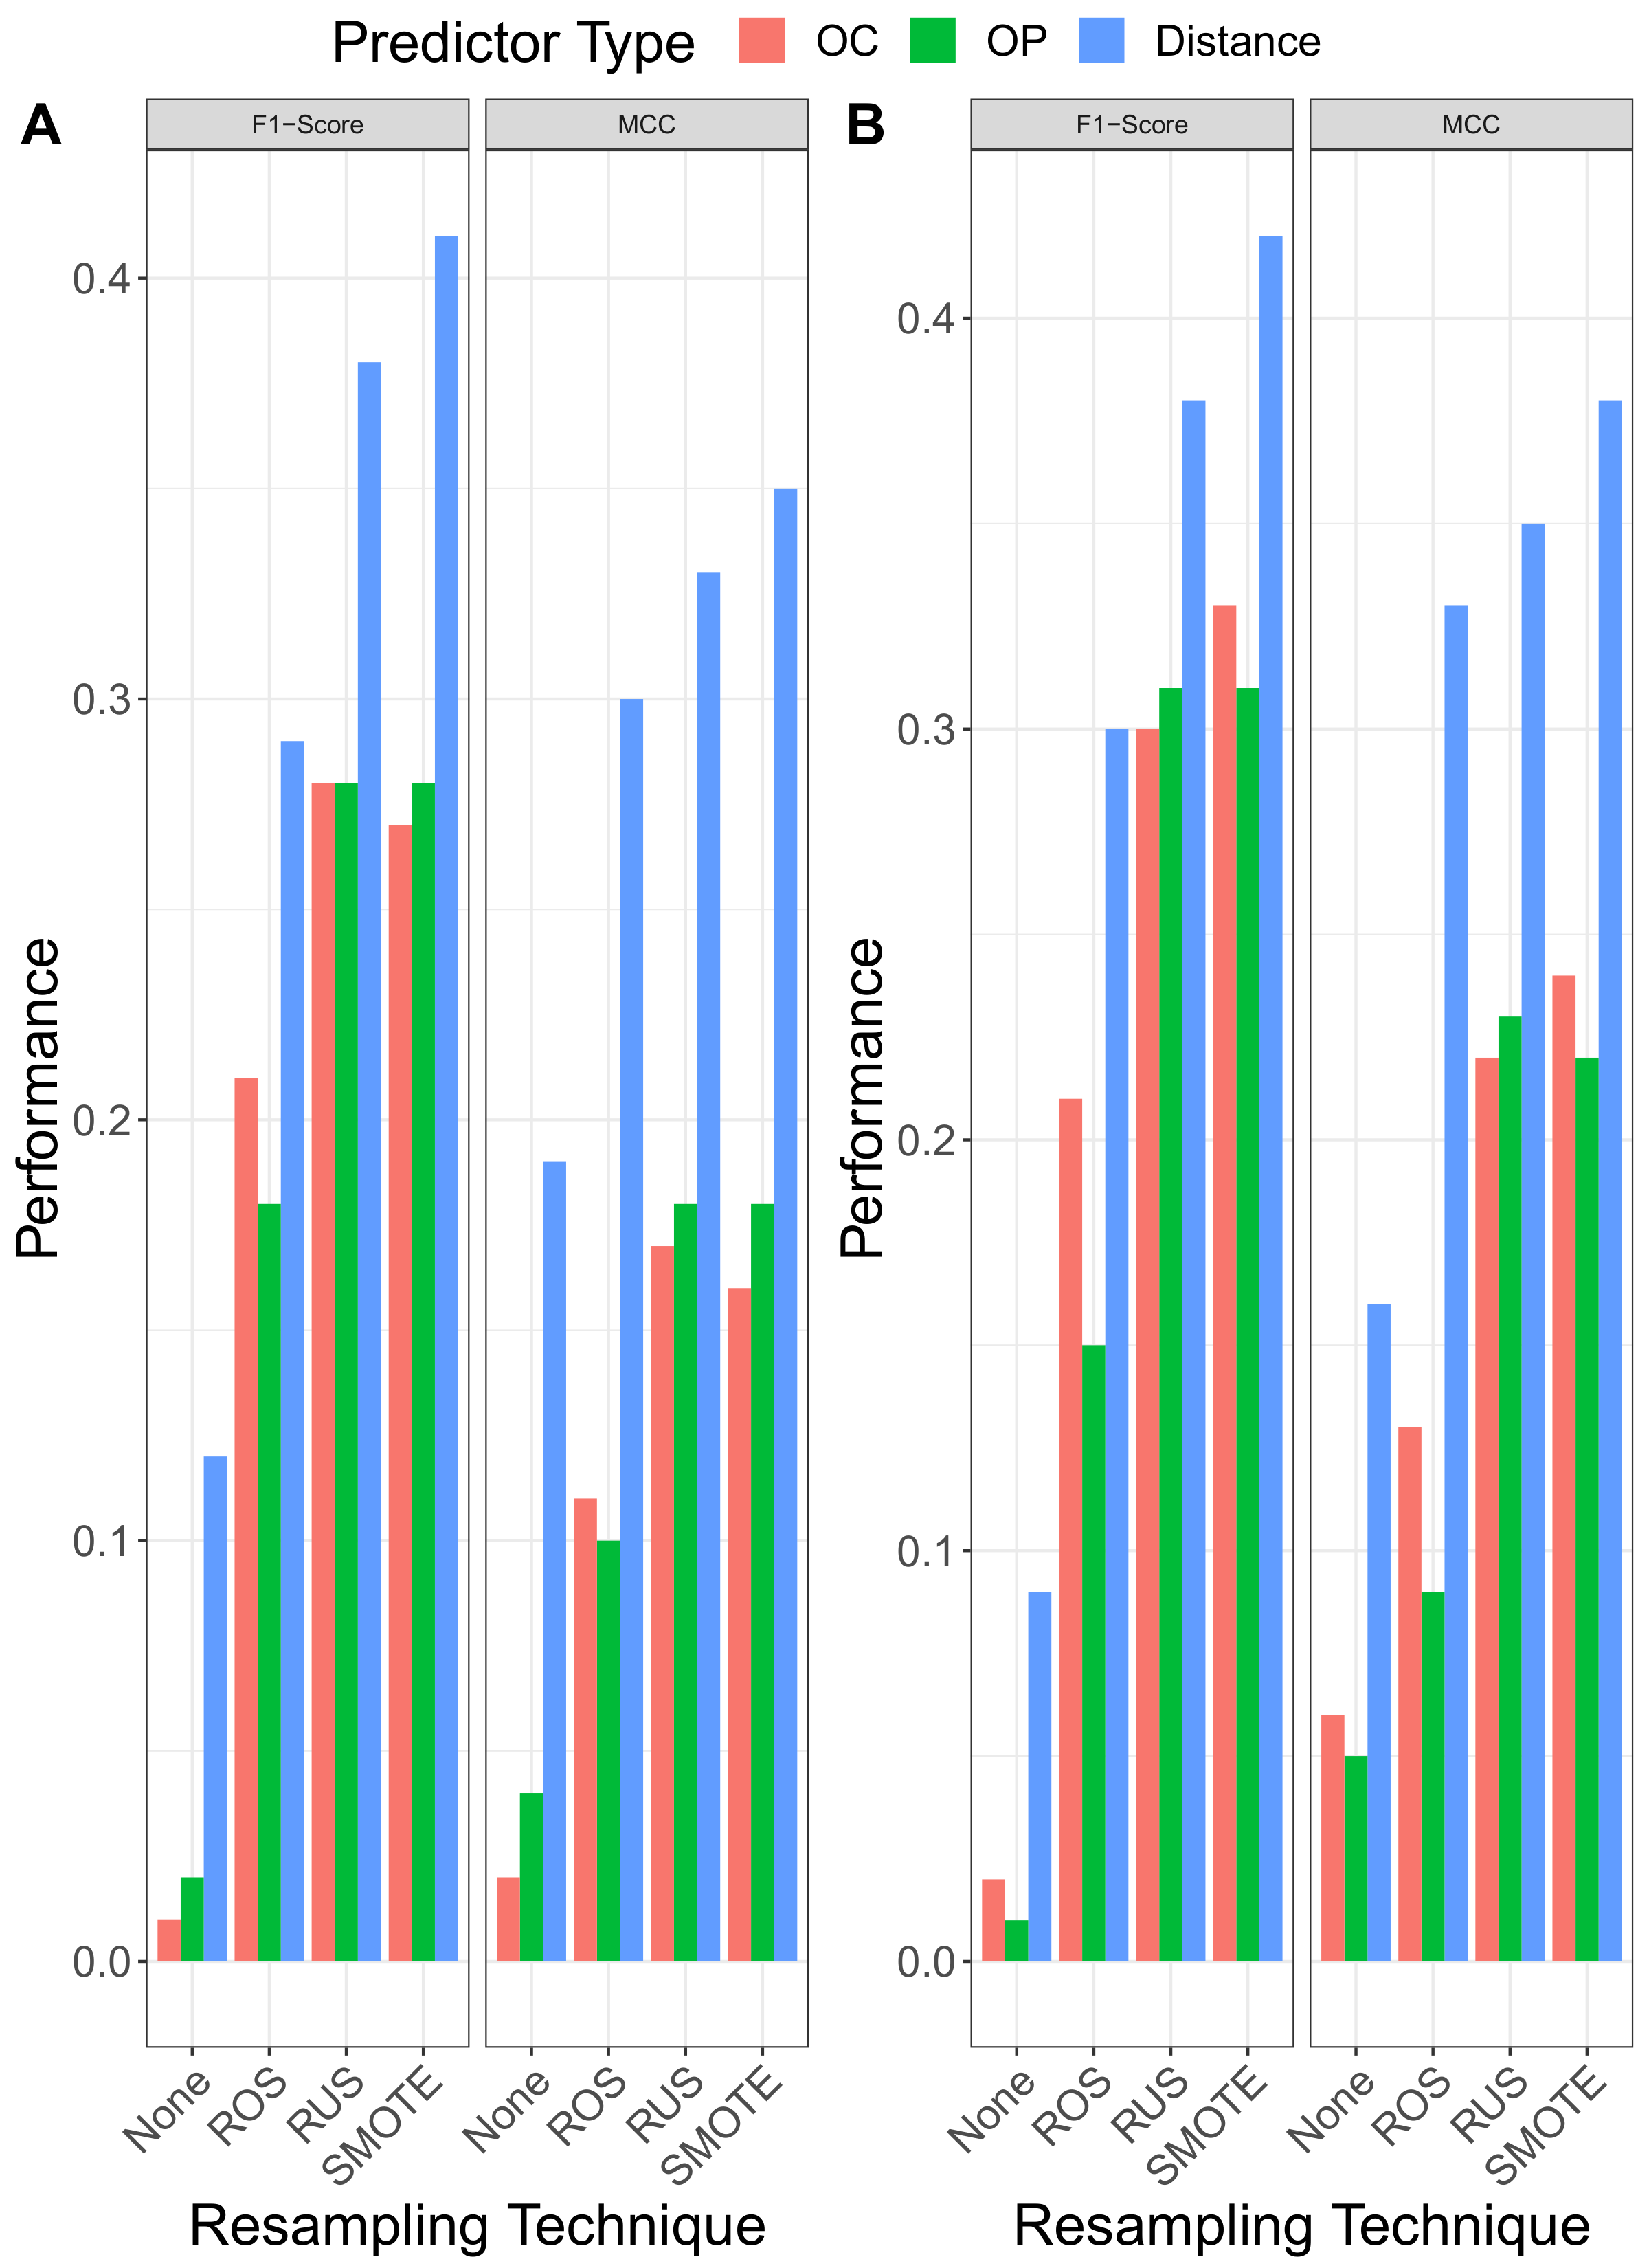 Predictor Type OC OP Distance
A B
F1−Score MCC F1−Score MCC
0.4
0.3
0.2
0.1
0.0
Performance
None ROS RUS SMOTE None ROS RUS SMOTE
Resampling Technique
0.4
0.3
0.2
0.1
0.0
Performance
None ROS RUS SMOTE None ROS RUS SMOTE
Resampling Technique